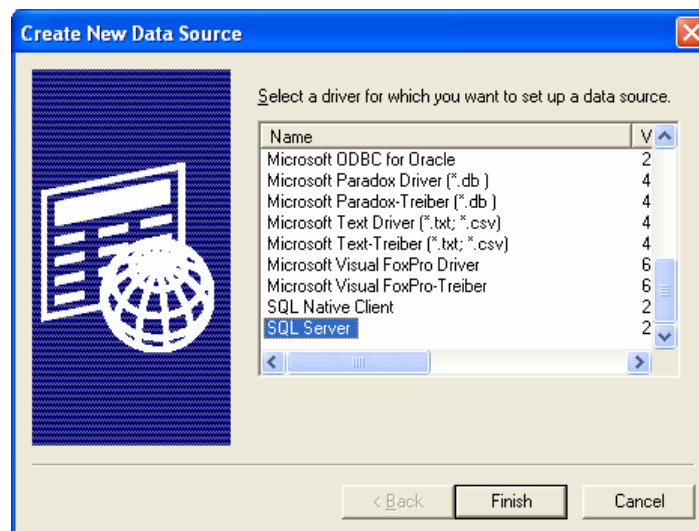 Create New Data Source
Select a driver for which you want to set up a data source.
Name V
Microsoft ODBC for Oracle 2
Microsoft Paradox Driver (*.db ) 4
Microsoft Paradox-Treiber (*.db ) 4
Microsoft Text Driver (*.txt; *.csv) 4
Microsoft Text-Treiber (*.txt; *.csv) 4
Microsoft Visual FoxPro Driver 6
Microsoft Visual FoxPro-Treiber 6
SQL Native Client 2
SQL Server 2
< Back Finish Cancel